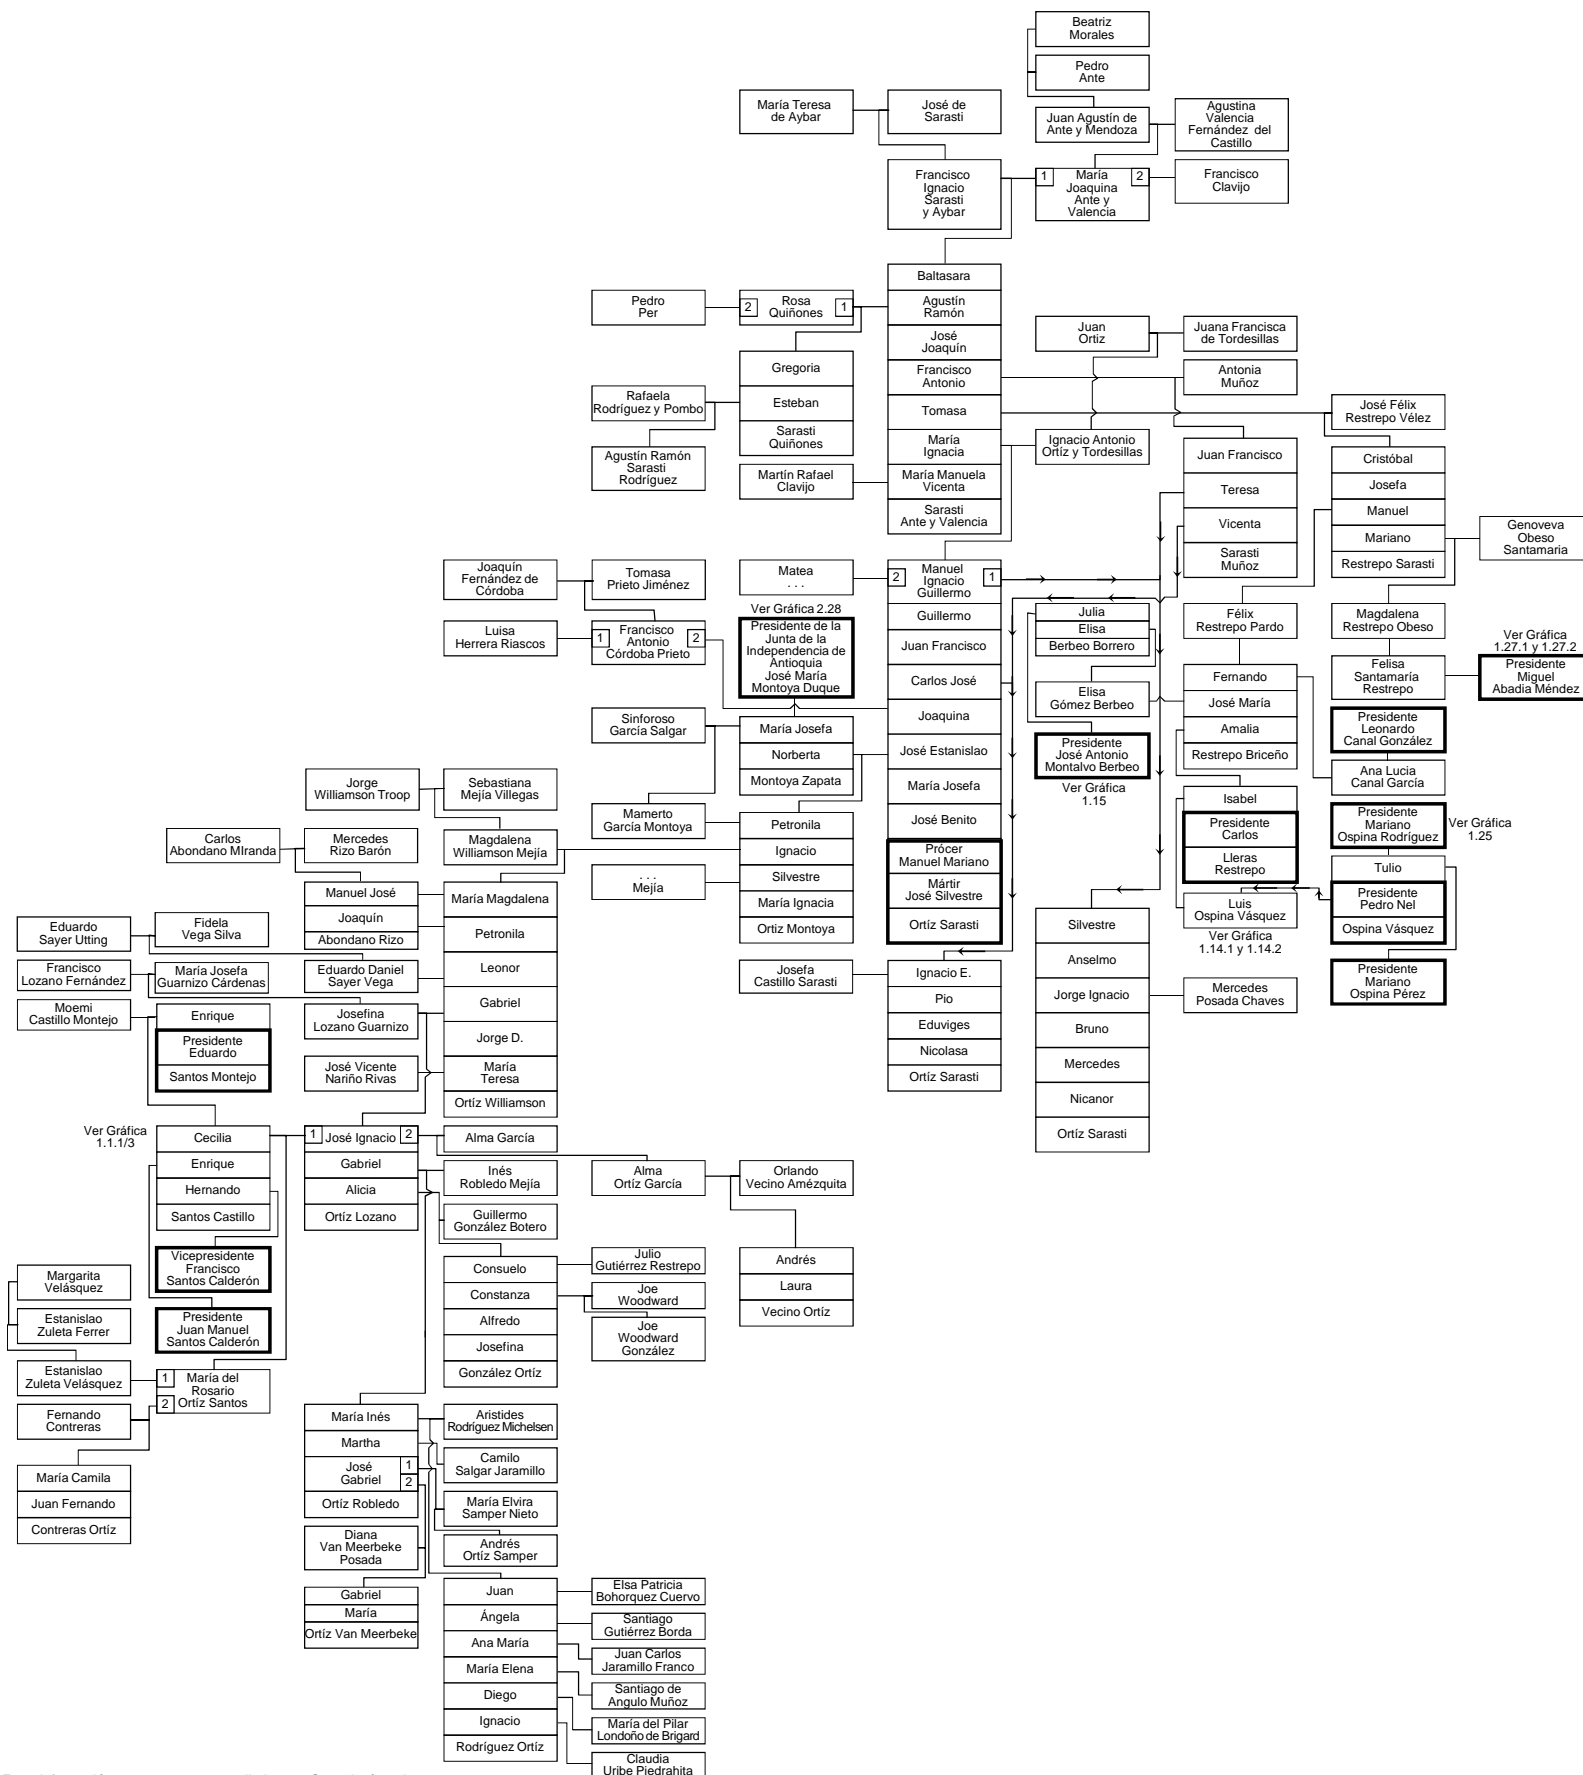 Beatriz
Morales
Pedro
Ante
María Teresa
de Aybar
José de
Sarasti
Juan Agustín de
Ante y Mendoza
Agustina
Valencia
Fernández del
Castillo
Francisco
Ignacio
Sarasti
y Aybar
1
María
Joaquina
Ante y
Valencia
2
Francisco
Clavijo
Baltasara
Agustín
Ramón
José
Joaquín
Francisco
Antonio
Tomasa
María
Ignacia
María Manuela
Vicenta
Sarasti
Ante y Valencia
Pedro
Per
2
Rosa
Quiñones
1
Gregoria
Esteban
Sarasti
Quiñones
Rafaela
Rodríguez y Pombo
Agustín Ramón
Sarasti
Rodríguez
Martín Rafael
Clavijo
Juan
Ortiz
Juana Francisca
de Tordesillas
Antonia
Muñoz
Ignacio Antonio
Ortíz y Tordesillas
José Félix
Restrepo Vélez
Juan Francisco
Teresa
Vicenta
Sarasti
Muñoz
Cristóbal
Josefa
Manuel
Mariano
Restrepo Sarasti
Genoveva
Obeso
Santamaria
Joaquín
Fernández de
Córdoba
Tomasa
Prieto Jiménez
Matea
. . .
2
Manuel
Ignacio
Guillermo
1
Guillermo
Juan Francisco
Carlos José
Joaquina
José Estanislao
María Josefa
José Benito
Prócer
Manuel Mariano
Mártir
José Silvestre
Ortíz Sarasti
Luisa
Herrera Riascos
1
Francisco
Antonio
Córdoba Prieto
2
Ver Gráfica 2.28
Presidente de la
Junta de la
Independencia de
Antioquia
José María
Montoya Duque
Julia
Elisa
Berbeo Borrero
Elisa
Gómez Berbeo
Presidente
José Antonio
Montalvo Berbeo
Ver Gráfica
1.15
Félix
Restrepo Pardo
Magdalena
Restrepo Obeso
Felisa
Santamaría
Restrepo
Ver Gráfica
1.27.1 y 1.27.2
Presidente
Miguel
Abadia Méndez
Fernando
José María
Amalia
Restrepo Briceño
Presidente
Leonardo
Canal González
Ana Lucia
Canal García
Sinforoso
García Salgar
María Josefa
Norberta
Montoya Zapata
Jorge
Williamson Troop
Sebastiana
Mejía Villegas
Mamerto
García Montoya
Petronila
Ignacio
Silvestre
María Ignacia
Ortiz Montoya
Isabel
Presidente
Carlos
Lleras
Restrepo
Luis
Ospina Vásquez
Ver Gráfica
1.14.1 y 1.14.2
Presidente
Mariano
Ospina Rodríguez
Ver Gráfica
1.25
Tulio
Presidente
Pedro Nel
Ospina Vásquez
Presidente
Mariano
Ospina Pérez
Carlos
Abondano MIranda
Mercedes
Rizo Barón
Magdalena
Williamson Mejía
. . .
Mejía
Manuel José
Joaquín
Abondano Rizo
María Magdalena
Petronila
Leonor
Gabriel
Jorge D.
María
Teresa
Ortíz Williamson
Eduardo
Sayer Utting
Fidela
Vega Silva
Francisco
Lozano Fernández
María Josefa
Guarnizo Cárdenas
Eduardo Daniel
Sayer Vega
Josefina
Lozano Guarnizo
José Vicente
Nariño Rivas
Moemi
Castillo Montejo
Enrique
Presidente
Eduardo
Santos Montejo
Josefa
Castillo Sarasti
Ignacio E.
Pio
Eduviges
Nicolasa
Ortíz Sarasti
Silvestre
Anselmo
Jorge Ignacio
Bruno
Mercedes
Nicanor
Ortíz Sarasti
Mercedes
Posada Chaves
Ver Gráfica
1.1.1/3
Cecilia
Enrique
Hernando
Santos Castillo
1
José Ignacio
2
Gabriel
Alicia
Ortíz Lozano
Alma García
Inés
Robledo Mejía
Guillermo
González Botero
Alma
Ortíz García
Orlando
Vecino Amézquita
Andrés
Laura
Vecino Ortíz
Vicepresidente
Francisco
Santos Calderón
Presidente
Juan Manuel
Santos Calderón
Consuelo
Constanza
Alfredo
Josefina
González Ortíz
Julio
Gutiérrez Restrepo
Joe
Woodward
Joe
Woodward
González
Margarita
Velásquez
Estanislao
Zuleta Ferrer
Estanislao
Zuleta Velásquez
1
2
María del
Rosario
Ortíz Santos
Fernando
Contreras
María Camila
Juan Fernando
Contreras Ortíz
María Inés
Martha
José
Gabriel
1
2
Ortíz Robledo
Aristides
Rodríguez Michelsen
Camilo
Salgar Jaramillo
María Elvira
Samper Nieto
Andrés
Ortíz Samper
Diana
Van Meerbeke
Posada
Gabriel
María
Ortíz Van Meerbeke
Juan
Ángela
Ana María
María Elena
Diego
Ignacio
Rodríguez Ortíz
Elsa Patricia
Bohorquez Cuervo
Santiago
Gutiérrez Borda
Juan Carlos
Jaramillo Franco
Santiago de
Angulo Muñoz
María del Pilar
Londoño de Brigard
Claudia
Uribe Piedrahita